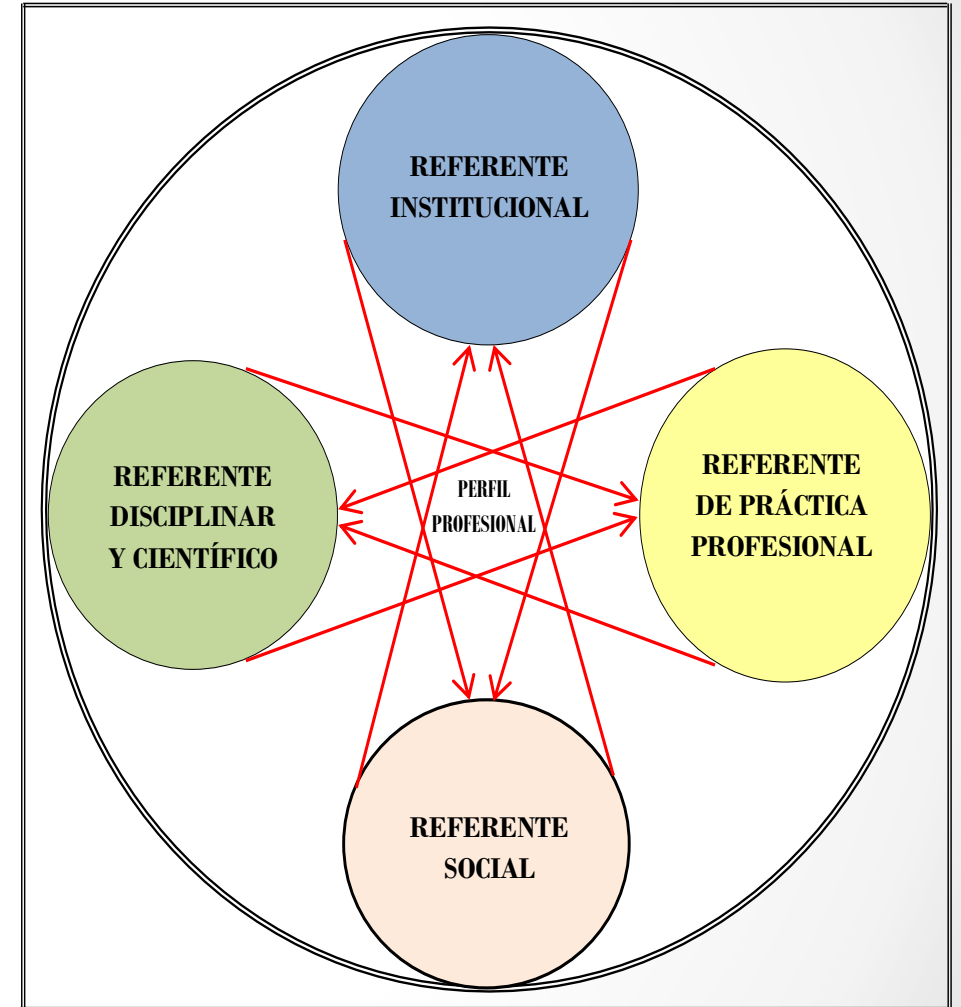 REFERENTE
INSTITUCIONAL
REFERENTE
DISCIPLINAR
Y CIENTÍFICO
PERFIL
PROFESIONAL
REFERENTE
DE PRÁCTICA
PROFESIONAL
REFERENTE
SOCIAL